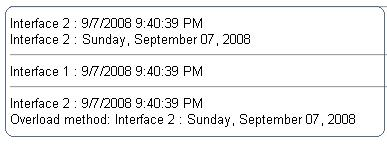 Interface 2 : 9/7/2008 9:40:39 PM
Interface 2 : Sunday, September 07, 2008
Interface 1 : 9/7/2008 9:40:39 PM
Interface 2 : 9/7/2008 9:40:39 PM
Overload method: Interface 2 : Sunday, September 07, 2008